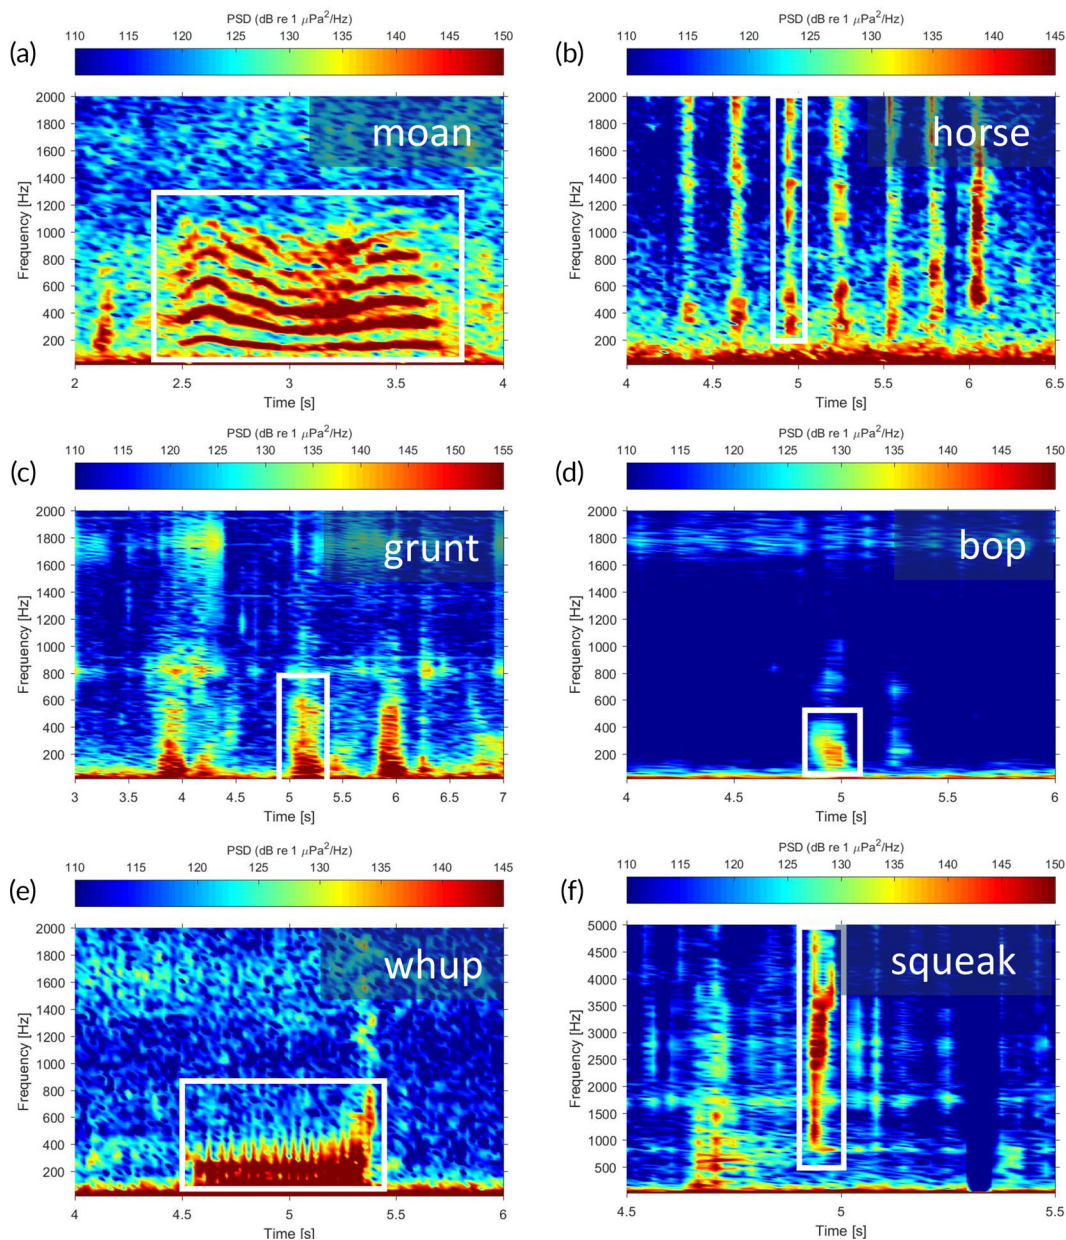 (a)
PSD (dB re 1 μPa²/Hz)
110 115 120 125 130 135 140 145 150
moan
Frequency [Hz]
2000
1800
1600
1400
1200
1000
800
600
400
200
2 2.5 3 3.5 4
Time [s]
(b)
PSD (dB re 1 μPa²/Hz)
110 115 120 125 130 135 140 145
horse
Frequency [Hz]
2000
1800
1600
1400
1200
1000
800
600
400
200
4 4.5 5 5.5 6 6.5
Time [s]
(c)
PSD (dB re 1 μPa²/Hz)
110 115 120 125 130 135 140 145 150 155
grunt
Frequency [Hz]
2000
1800
1600
1400
1200
1000
800
600
400
200
3 3.5 4 4.5 5 5.5 6 6.5 7
Time [s]
(d)
PSD (dB re 1 μPa²/Hz)
110 115 120 125 130 135 140 145 150
bop
Frequency [Hz]
2000
1800
1600
1400
1200
1000
800
600
400
200
4 4.5 5 5.5 6
Time [s]
(e)
PSD (dB re 1 μPa²/Hz)
110 115 120 125 130 135 140 145
whup
Frequency [Hz]
2000
1800
1600
1400
1200
1000
800
600
400
200
4 4.5 5 5.5 6
Time [s]
(f)
PSD (dB re 1 μPa²/Hz)
110 115 120 125 130 135 140 145 150
squeak
Frequency [Hz]
5000
4500
4000
3500
3000
2500
2000
1500
1000
500
4.5 5 5.5
Time [s]